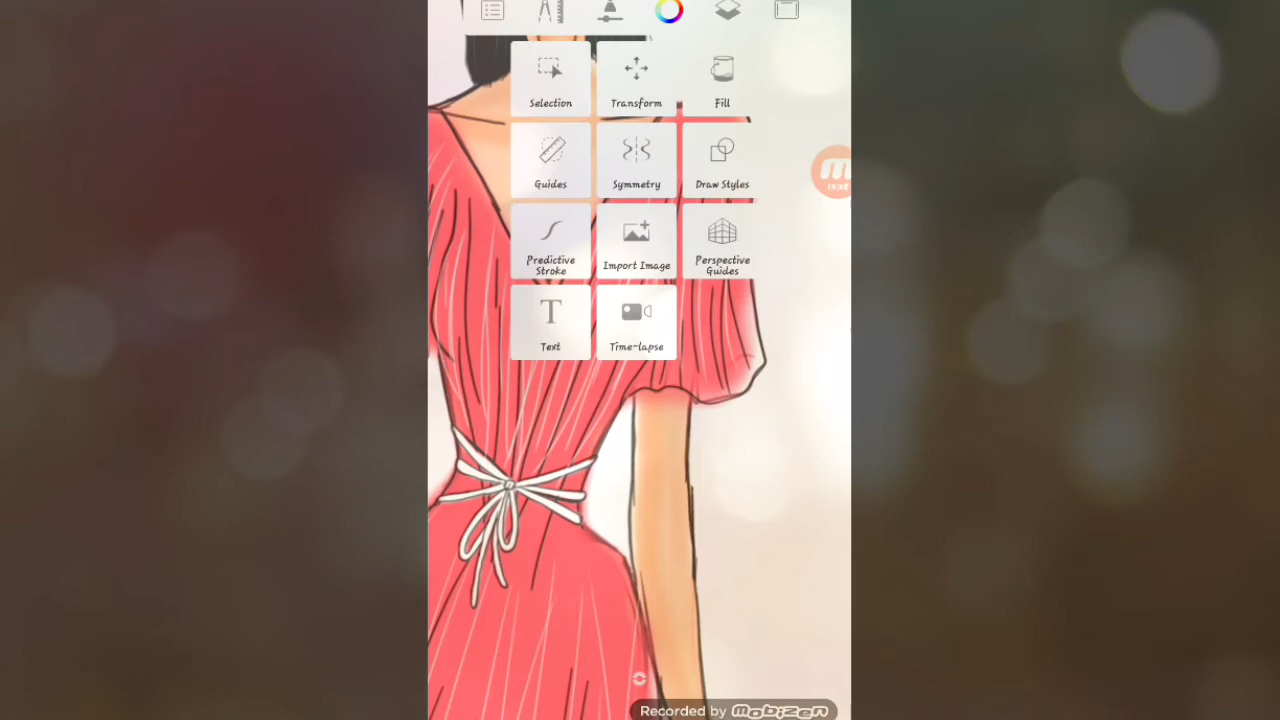 Selection
Transform
Fill
Guides
Symmetry
Draw Styles
Predictive
Stroke
Import Image
Perspective
Guides
T
Text
Time-lapse
Recorded by mobizen